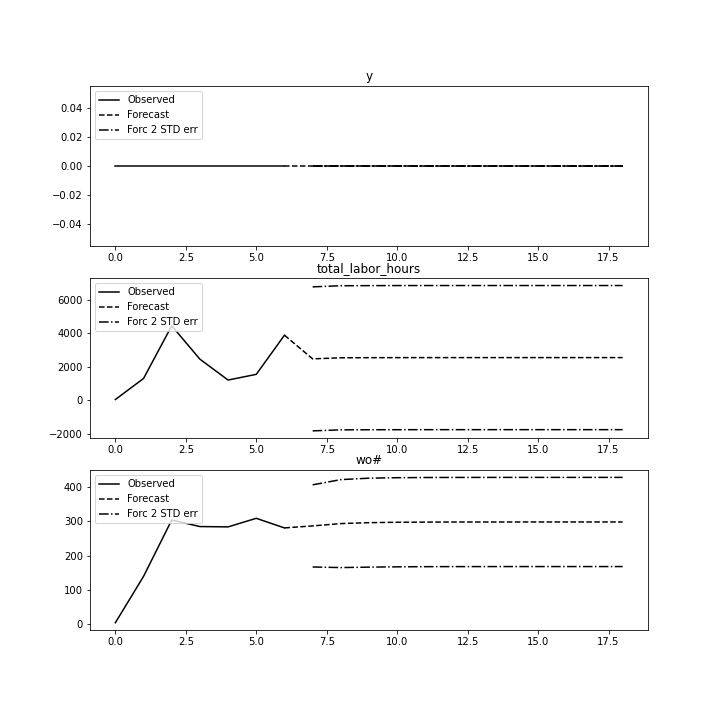 y
Observed
Forecast
Forc 2 STD err
0.04
0.02
0.00
−0.02
−0.04
0.0 2.5 5.0 7.5 10.0 12.5 15.0 17.5
total_labor_hours
Observed
Forecast
Forc 2 STD err
6000
4000
2000
0
−2000
0.0 2.5 5.0 7.5 10.0 12.5 15.0 17.5
wo#
Observed
Forecast
Forc 2 STD err
400
300
200
100
0
0.0 2.5 5.0 7.5 10.0 12.5 15.0 17.5